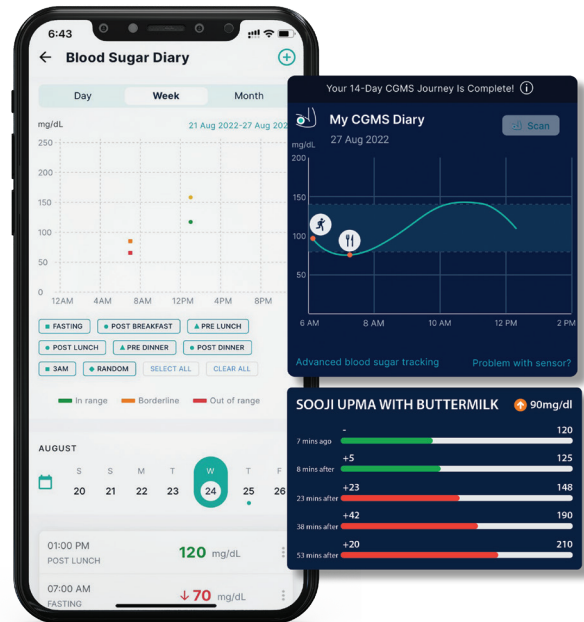 6:43
Blood Sugar Diary
Day Week Month
mg/dL 21 Aug 2022-27 Aug
250
200
150
100
50
0
12AM 4AM 8AM 12PM 4PM 8PM
FASTING POST BREAKFAST PRE LUNCH
POST LUNCH PRE DINNER POST DINNER
3AM RANDOM SELECT ALL CLEAR ALL
In range Borderline Out of range
AUGUST
S S M T W T F
20 21 22 23 24 25 26
01:00 PM
POST LUNCH
120 mg/dL
07:00 AM
FASTING
↓70 mg/dL
Your 14-Day CGMS Journey Is Complete!
My CGMS Diary
27 Aug 2022
Scan
mg/dL
200
150
100
50
6 AM 8 AM 10 AM 12 PM 2 PM
Advanced blood sugar tracking Problem with sensor?
SOOJI UPMA WITH BUTTERMILK 90mg/dl
- 120
7 mins ago
+5 125
8 mins after
+23 148
23 mins after
+42 190
38 mins after
+20 210
53 mins after